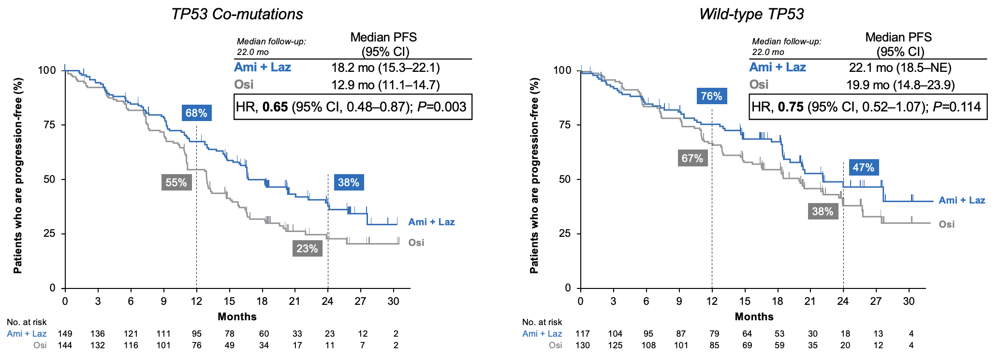 TP53 Co-mutations
Median follow-up:
22.0 mo
Median PFS
(95% CI)
Ami + Laz 18.2 mo (15.3–22.1)
Osi 12.9 mo (11.1–14.7)
HR, 0.65 (95% CI, 0.48–0.87); P=0.003
Patients who are progression-free (%)
100
75
50
25
0
68%
55%
38%
23%
Ami + Laz
Osi
0 3 6 9 12 15 18 21 24 27 30
Months
No. at risk
Ami + Laz 149 136 121 111 95 78 60 33 23 12 2
Osi 144 132 116 101 76 49 34 17 11 7 2
Wild-type TP53
Median follow-up:
22.0 mo
Median PFS
(95% CI)
Ami + Laz 22.1 mo (18.5–NE)
Osi 19.9 mo (14.8–23.9)
HR, 0.75 (95% CI, 0.52–1.07); P=0.114
Patients who are progression-free (%)
100
75
50
25
0
76%
67%
47%
38%
Ami + Laz
Osi
0 3 6 9 12 15 18 21 24 27 30
Months
No. at risk
Ami + Laz 117 104 95 87 79 64 53 30 18 13 4
Osi 130 125 108 101 85 69 59 35 20 12 4